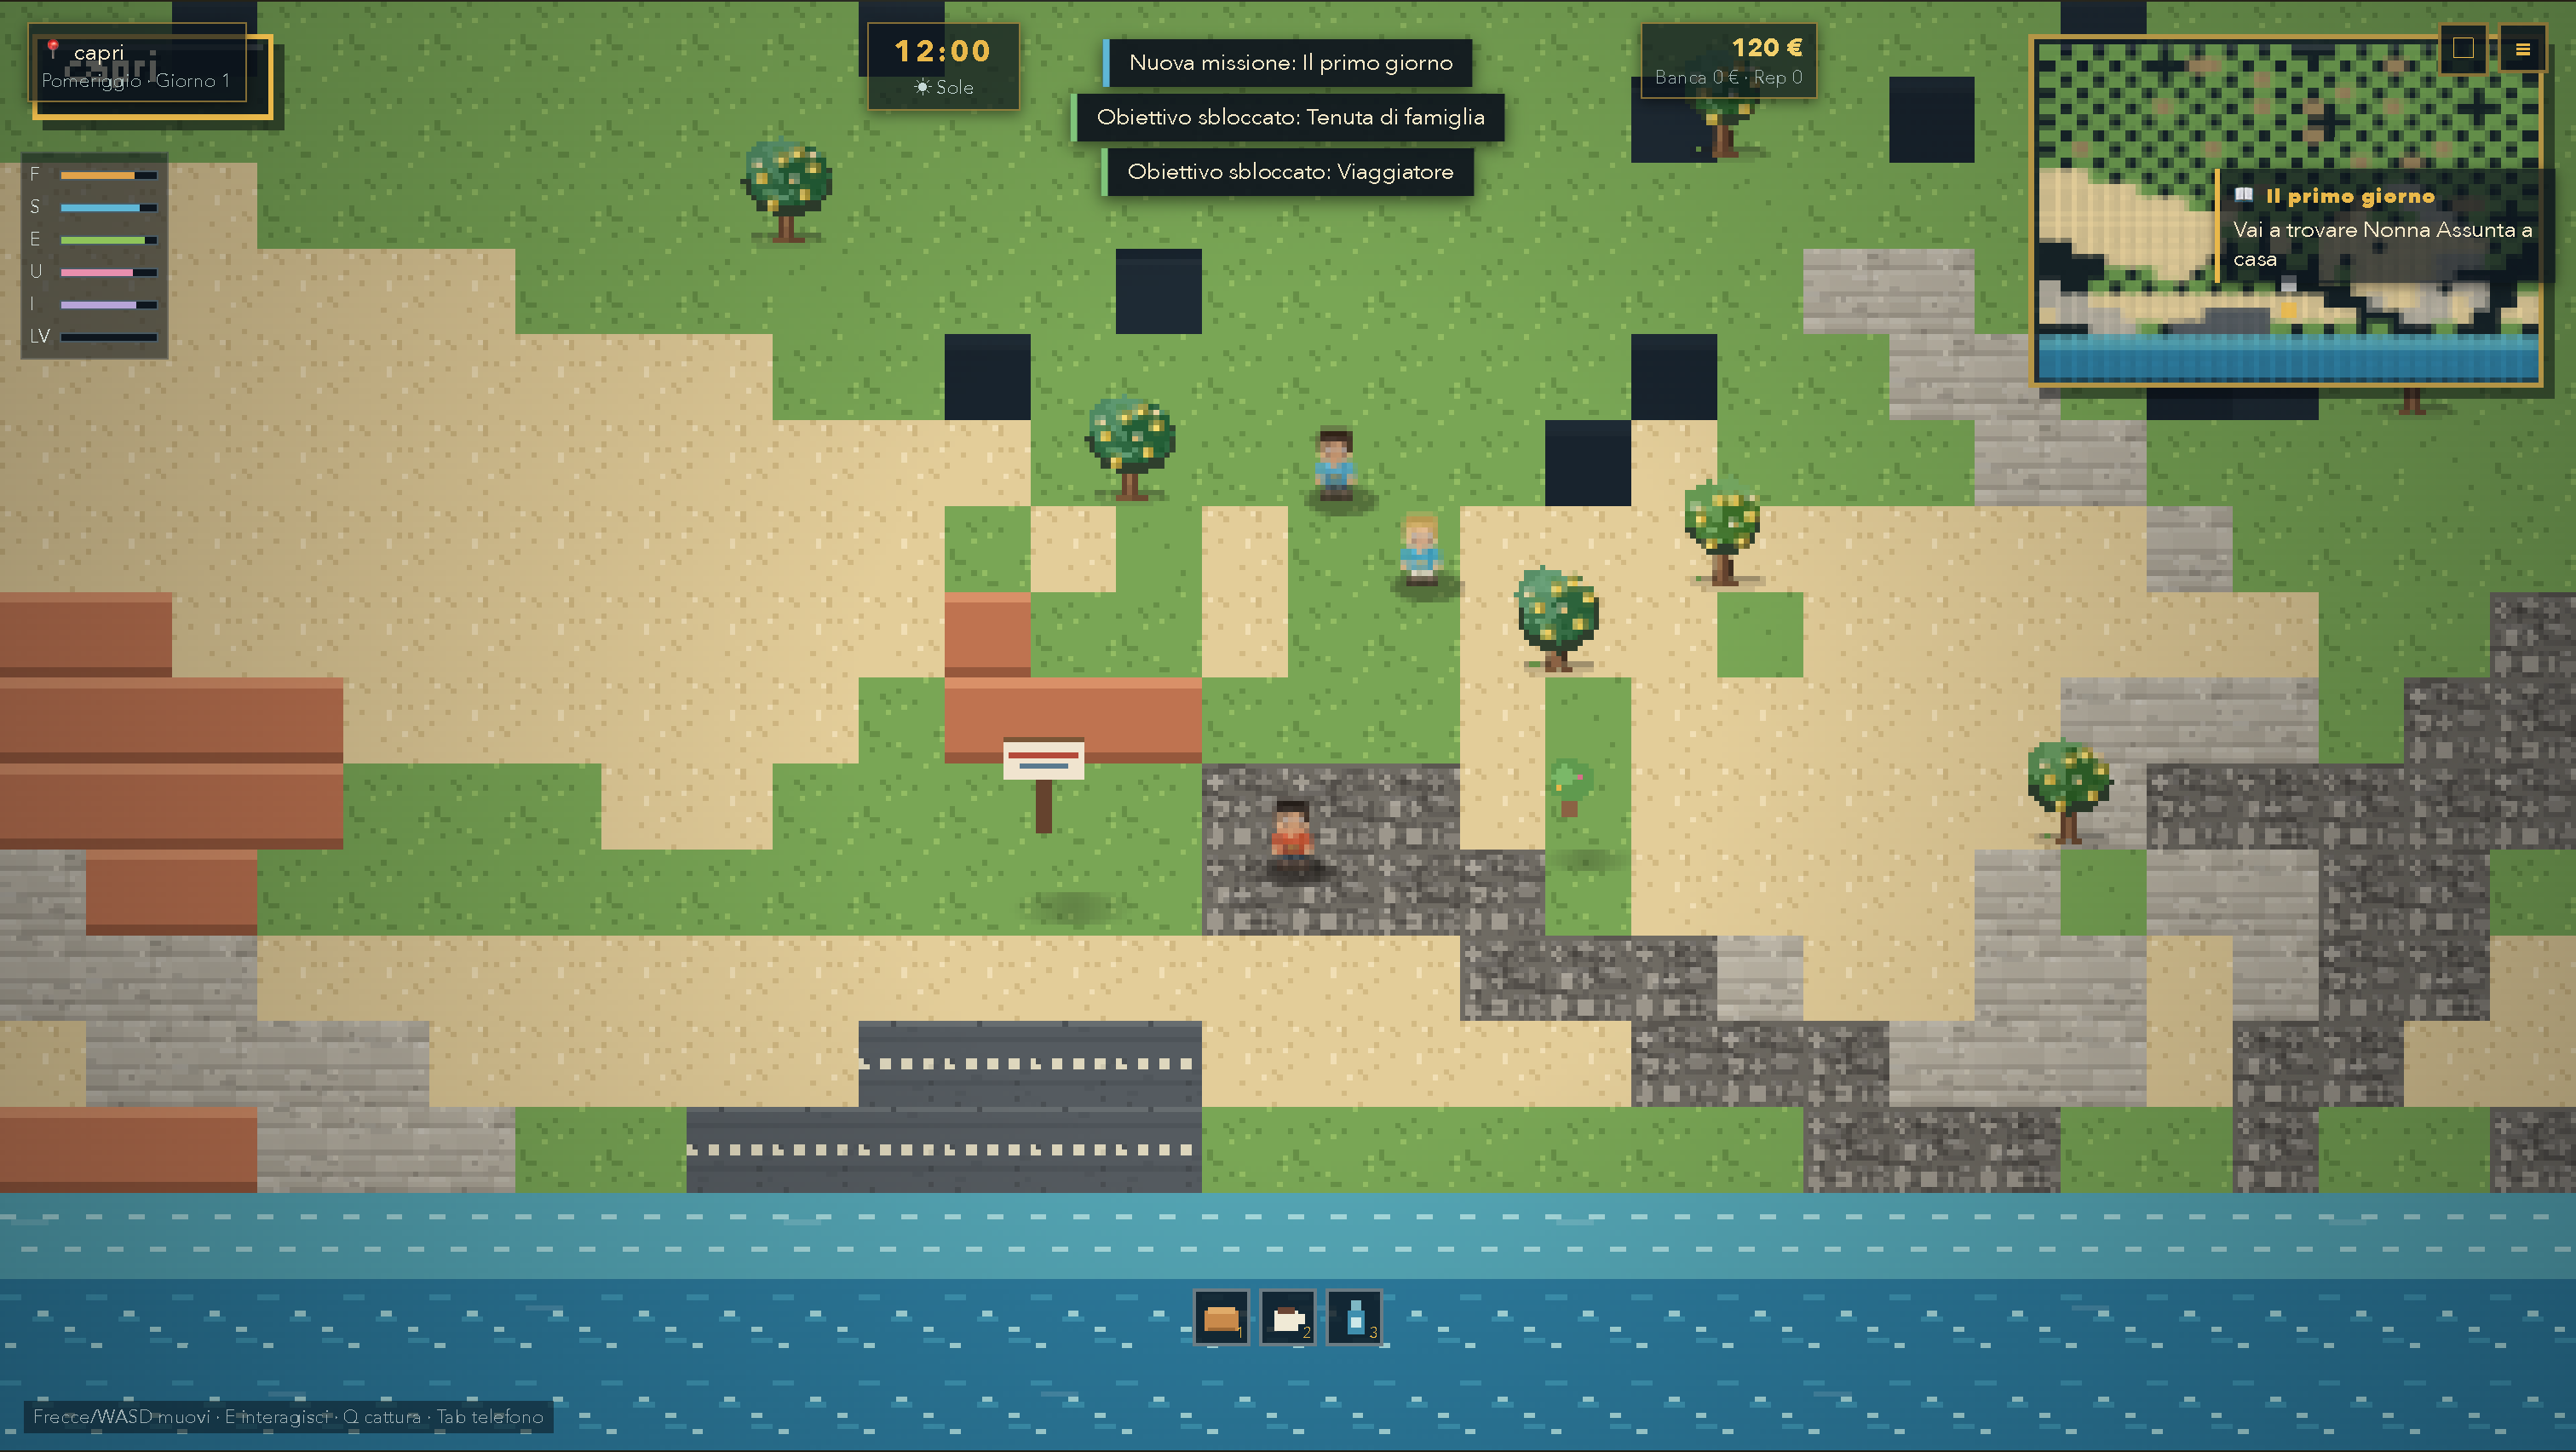 capri
capri
Pomeriggio · Giorno 1
12:00
Sole
Nuova missione: Il primo giorno
Obiettivo sbloccato: Tenuta di famiglia
Obiettivo sbloccato: Viaggiatore
120 €
Banca 0 € · Rep 0
Il primo giorno
Vai a trovare Nonna Assunta a
casa
F
S
E
U
I
LV
1
2
3
Frecce/WASD muovi · E interagisci · Q cattura · Tab telefono